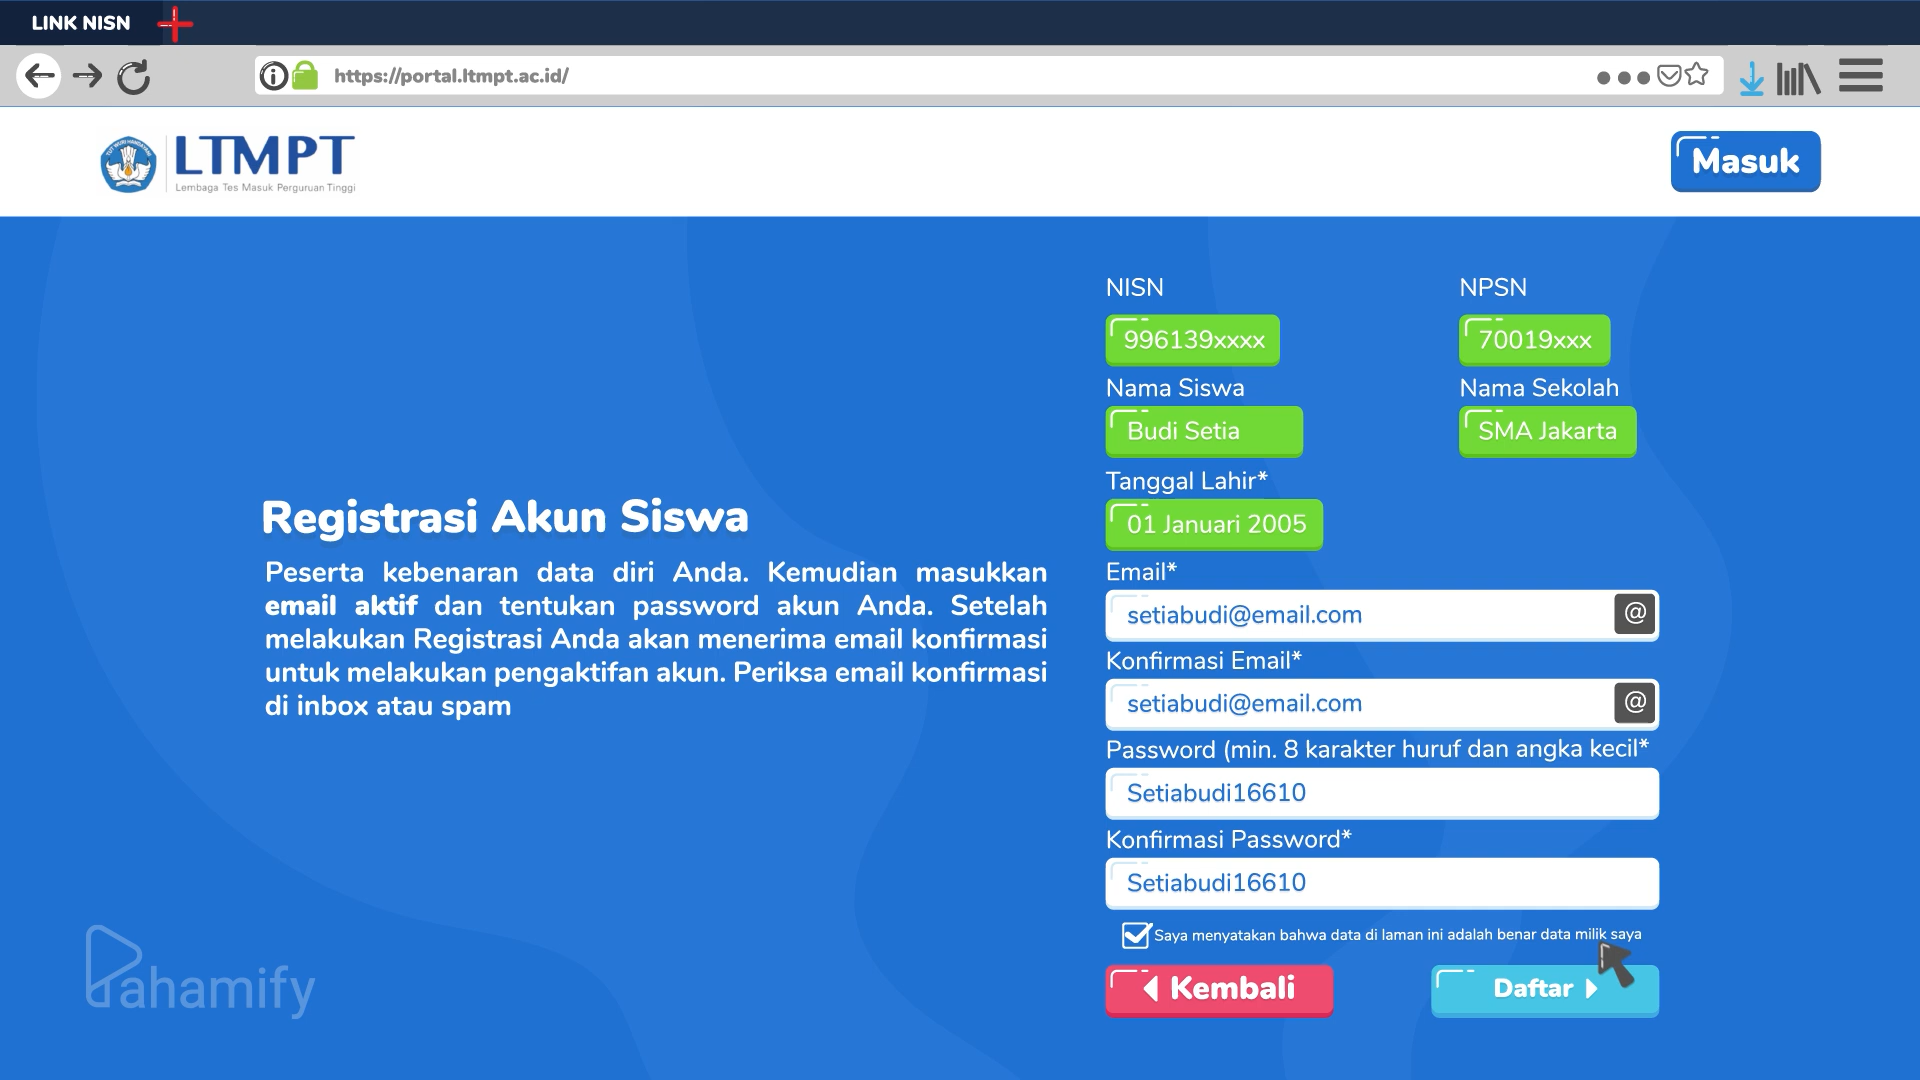 LINK NISN
https://portal.ltmpt.ac.id/
LTMPT
Lembaga Tes Masuk Perguruan Tinggi
Masuk
Registrasi Akun Siswa
Peserta kebenaran data diri Anda. Kemudian masukkan
email aktif dan tentukan password akun Anda. Setelah
melakukan Registrasi Anda akan menerima email konfirmasi
untuk melakukan pengaktifan akun. Periksa email konfirmasi
di inbox atau spam
NISN
NPSN
996139xxxx
70019xxx
Nama Siswa
Nama Sekolah
Budi Setia
SMA Jakarta
Tanggal Lahir*
01 Januari 2005
Email*
setiabudi@email.com @
Konfirmasi Email*
setiabudi@email.com @
Password (min. 8 karakter huruf dan angka kecil*
Setiabudi16610
Konfirmasi Password*
Setiabudi16610
Saya menyatakan bahwa data di laman ini adalah benar data milik saya
Kembali
Daftar
Pahamify